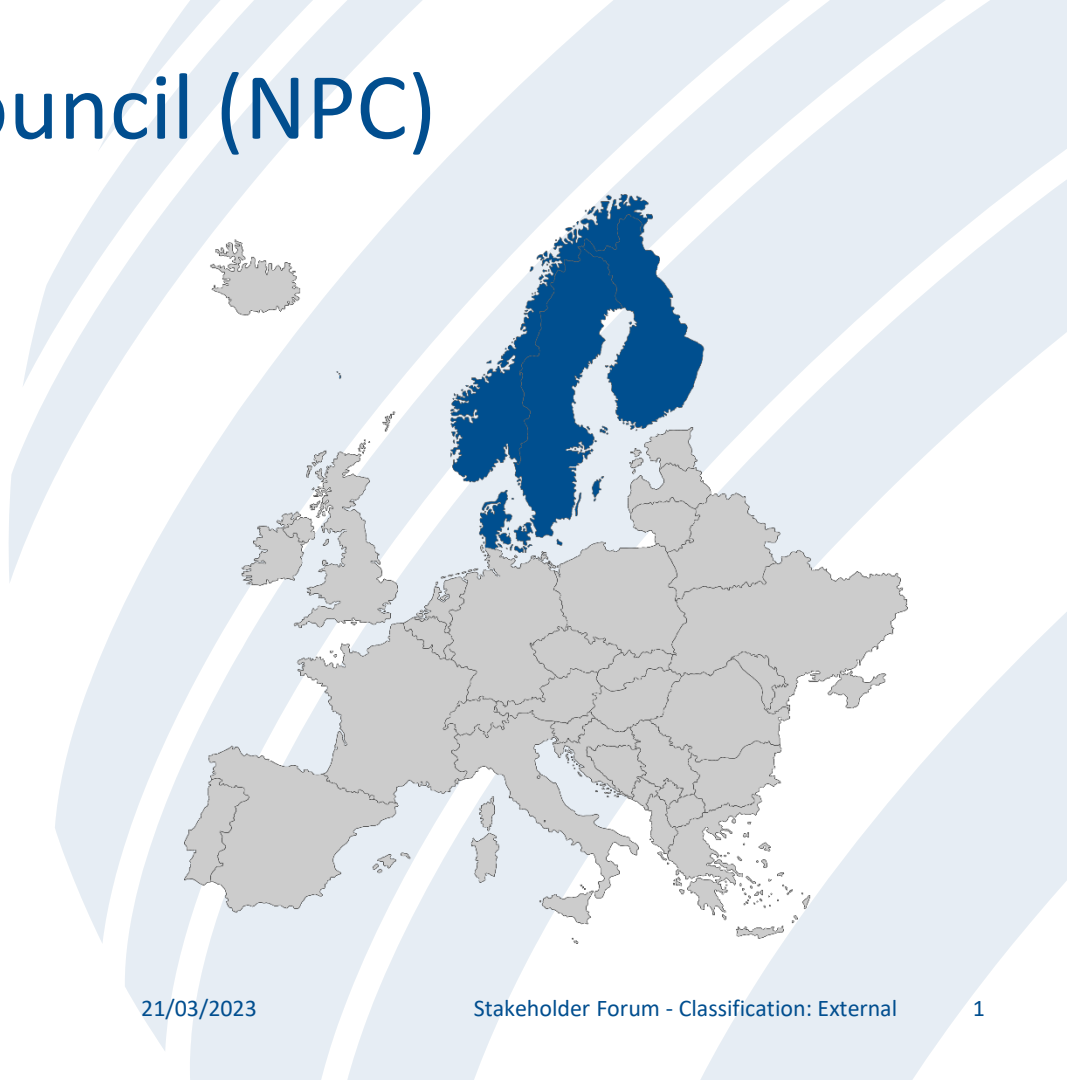 ouncil (NPC)
21/03/2023
Stakeholder Forum - Classification: External
1